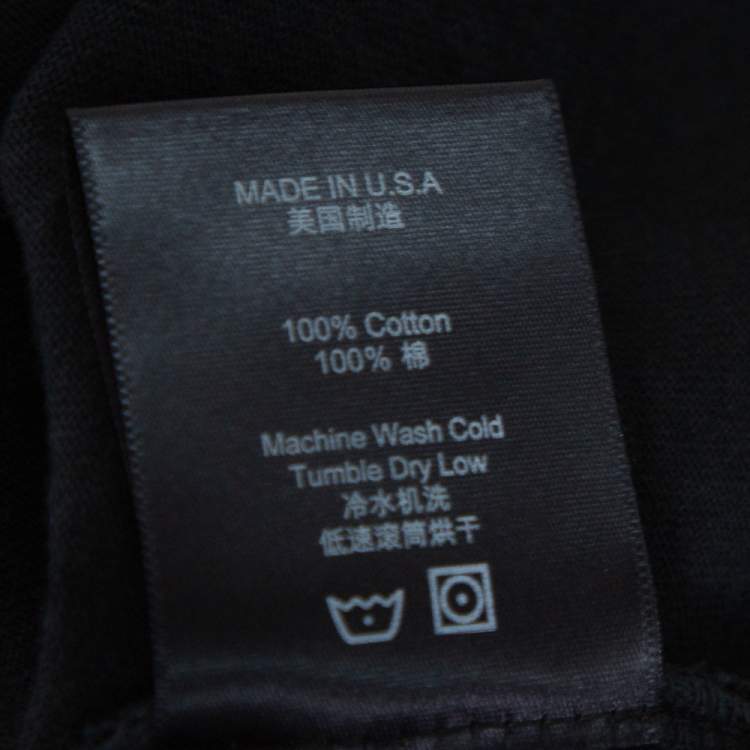 MADE IN U.S.A
美国制造
100% Cotton
100% 棉
Machine Wash Cold
Tumble Dry Low
冷水机洗
低速滚筒烘干